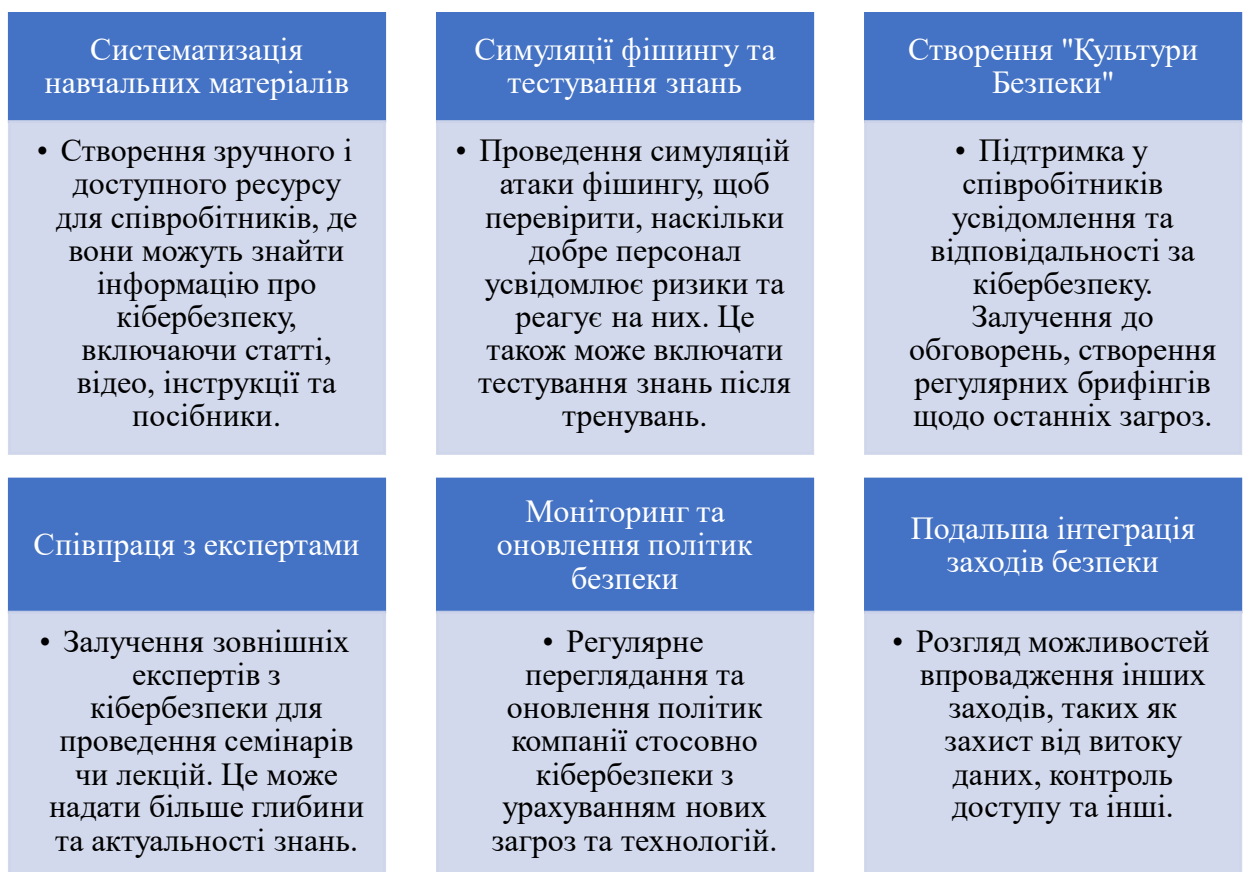 Систематизація
навчальних матеріалів
• Створення зручного і
доступного ресурсу
для співробітників, де
вони можуть знайти
інформацію про
кібербезпеку,
включаючи статті,
відео, інструкції та
посібники.
Симуляції фішингу та
тестування знань
• Проведення симуляцій
атаки фішингу, щоб
перевірити, наскільки
добре персонал
усвідомлює ризики та
реагує на них. Це
також може включати
тестування знань після
тренувань.
Створення "Культури
Безпеки"
• Підтримка у
співробітників
усвідомлення та
відповідальності за
кібербезпеку.
Залучення до
обговорень, створення
регулярних брифінгів
щодо останніх загроз.
Співпраця з експертами
• Залучення зовнішніх
експертів з
кібербезпеки для
проведення семінарів
чи лекцій. Це може
надати більше глибини
та актуальності знань.
Моніторинг та
оновлення політик
безпеки
• Регулярне
переглядання та
оновлення політик
компанії стосовно
кібербезпеки з
урахуванням нових
загроз та технологій.
Подальша інтеграція
заходів безпеки
• Розгляд можливостей
впровадження інших
заходів, таких як
захист від витоку
даних, контроль
доступу та інші.